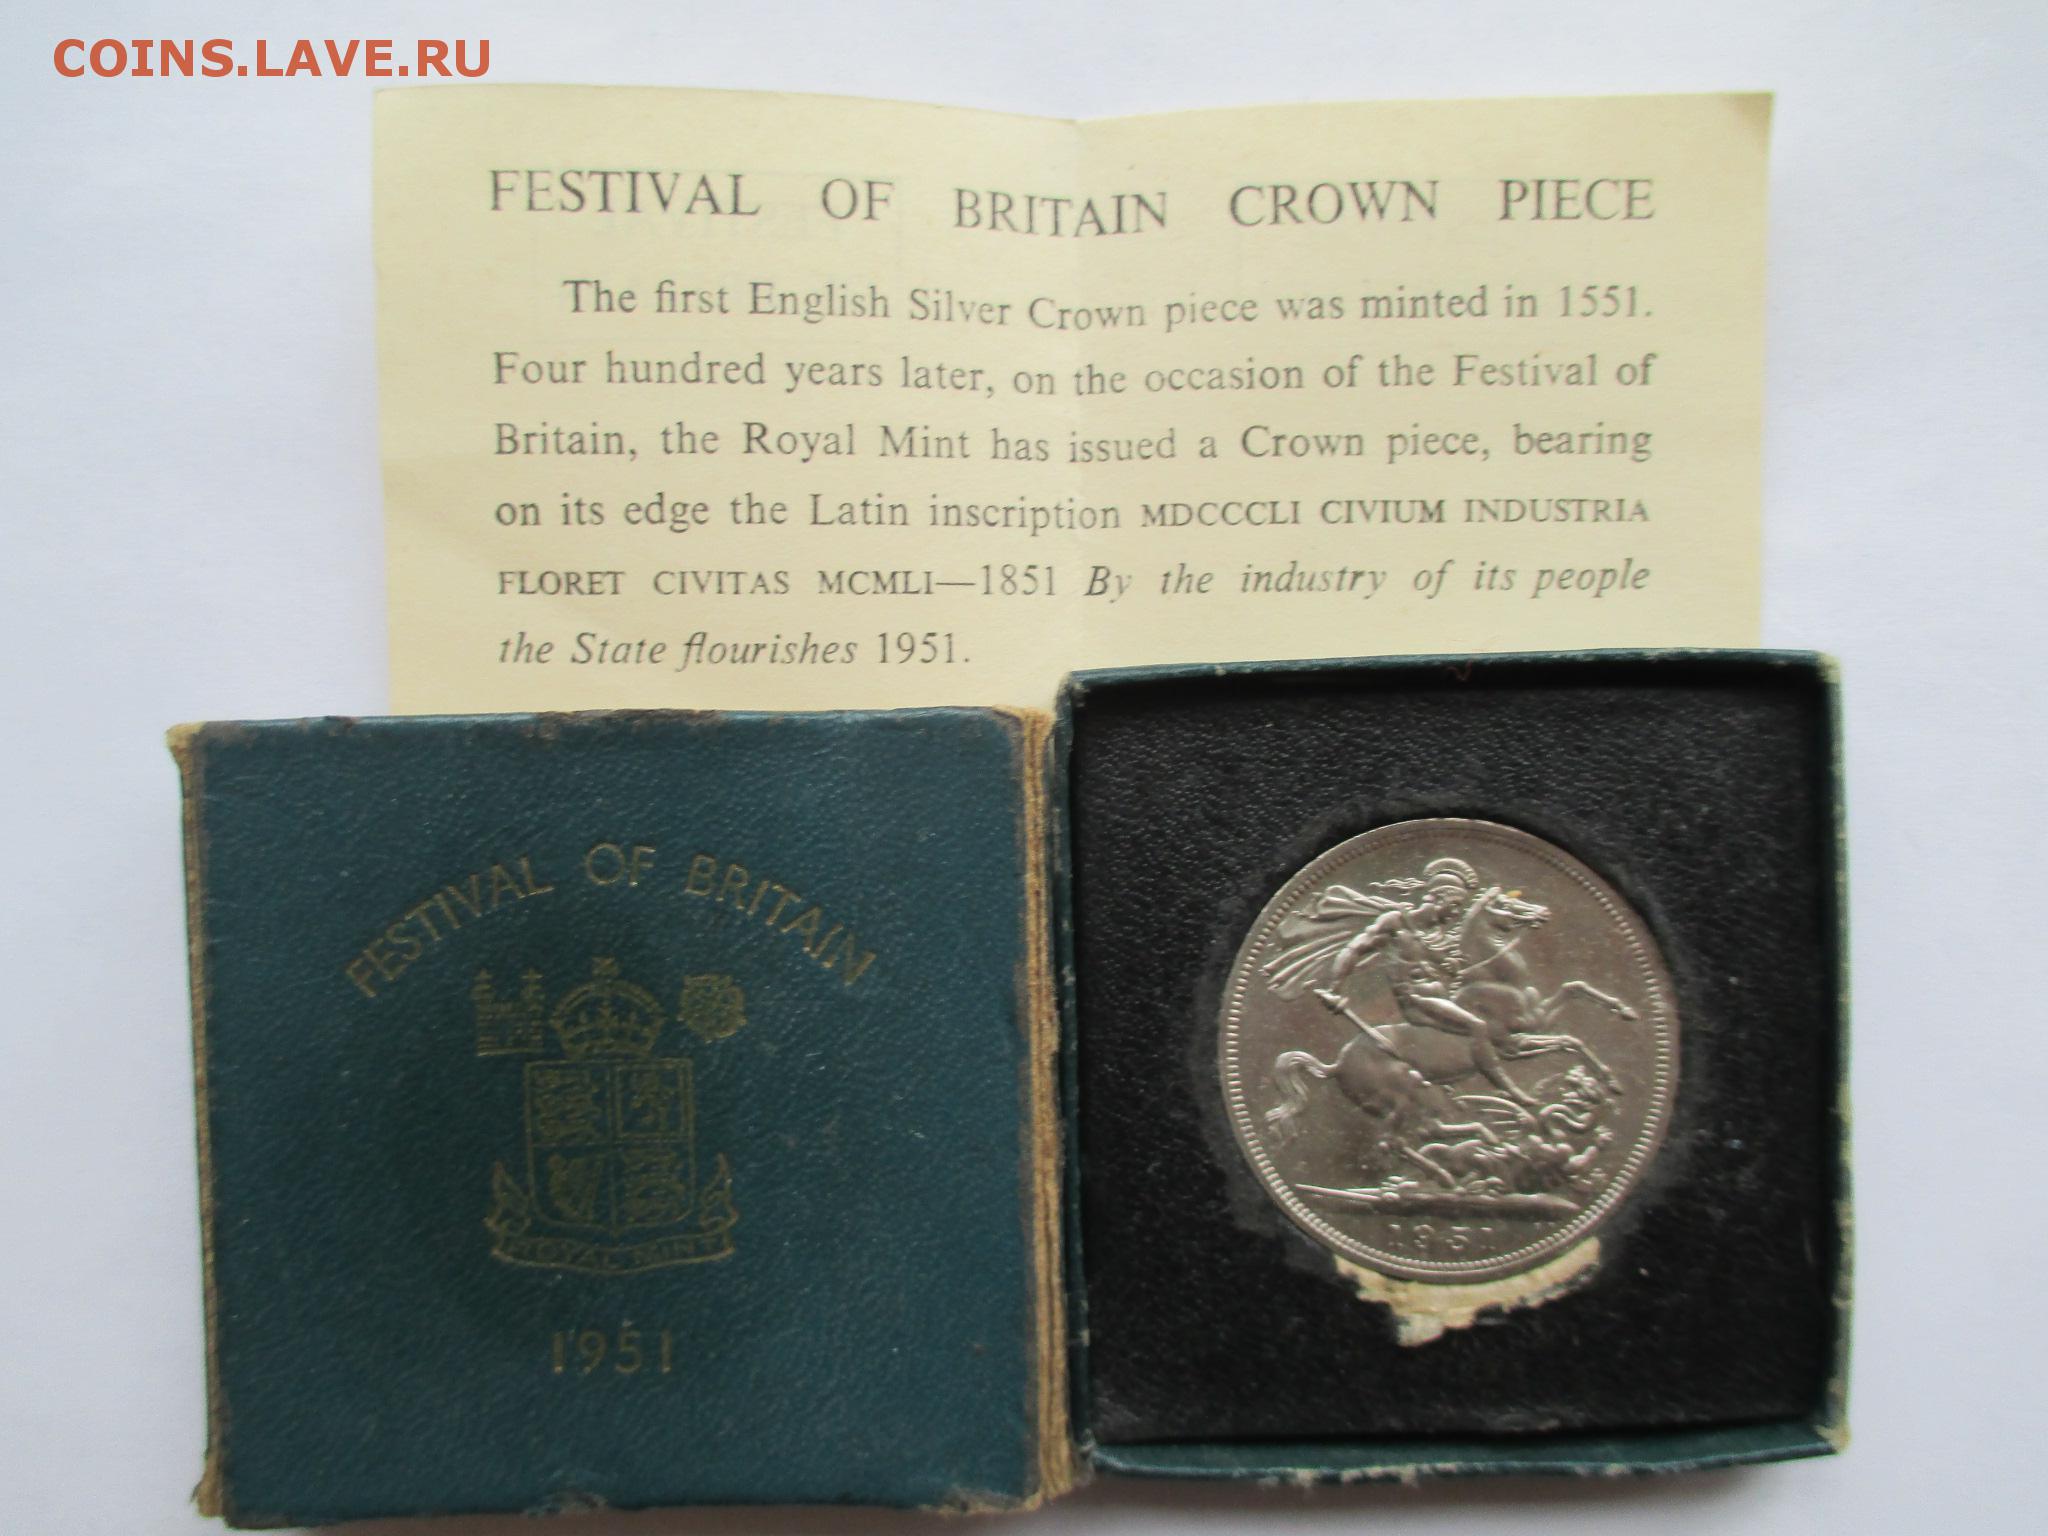 COINS.LAVE.RU
FESTIVAL OF BRITAIN CROWN PIECE
The first English Silver Crown piece was minted in 1551.
Four hundred years later, on the occasion of the Festival of
Britain, the Royal Mint has issued a Crown piece, bearing
on its edge the Latin inscription MDCCCLI CIVIUM INDUSTRIA
FLORET CIVITAS MCMLI—1851 By the industry of its people
the State flourishes 1951.
FESTIVAL OF BRITAIN
ROYAL MINT
1951
1951